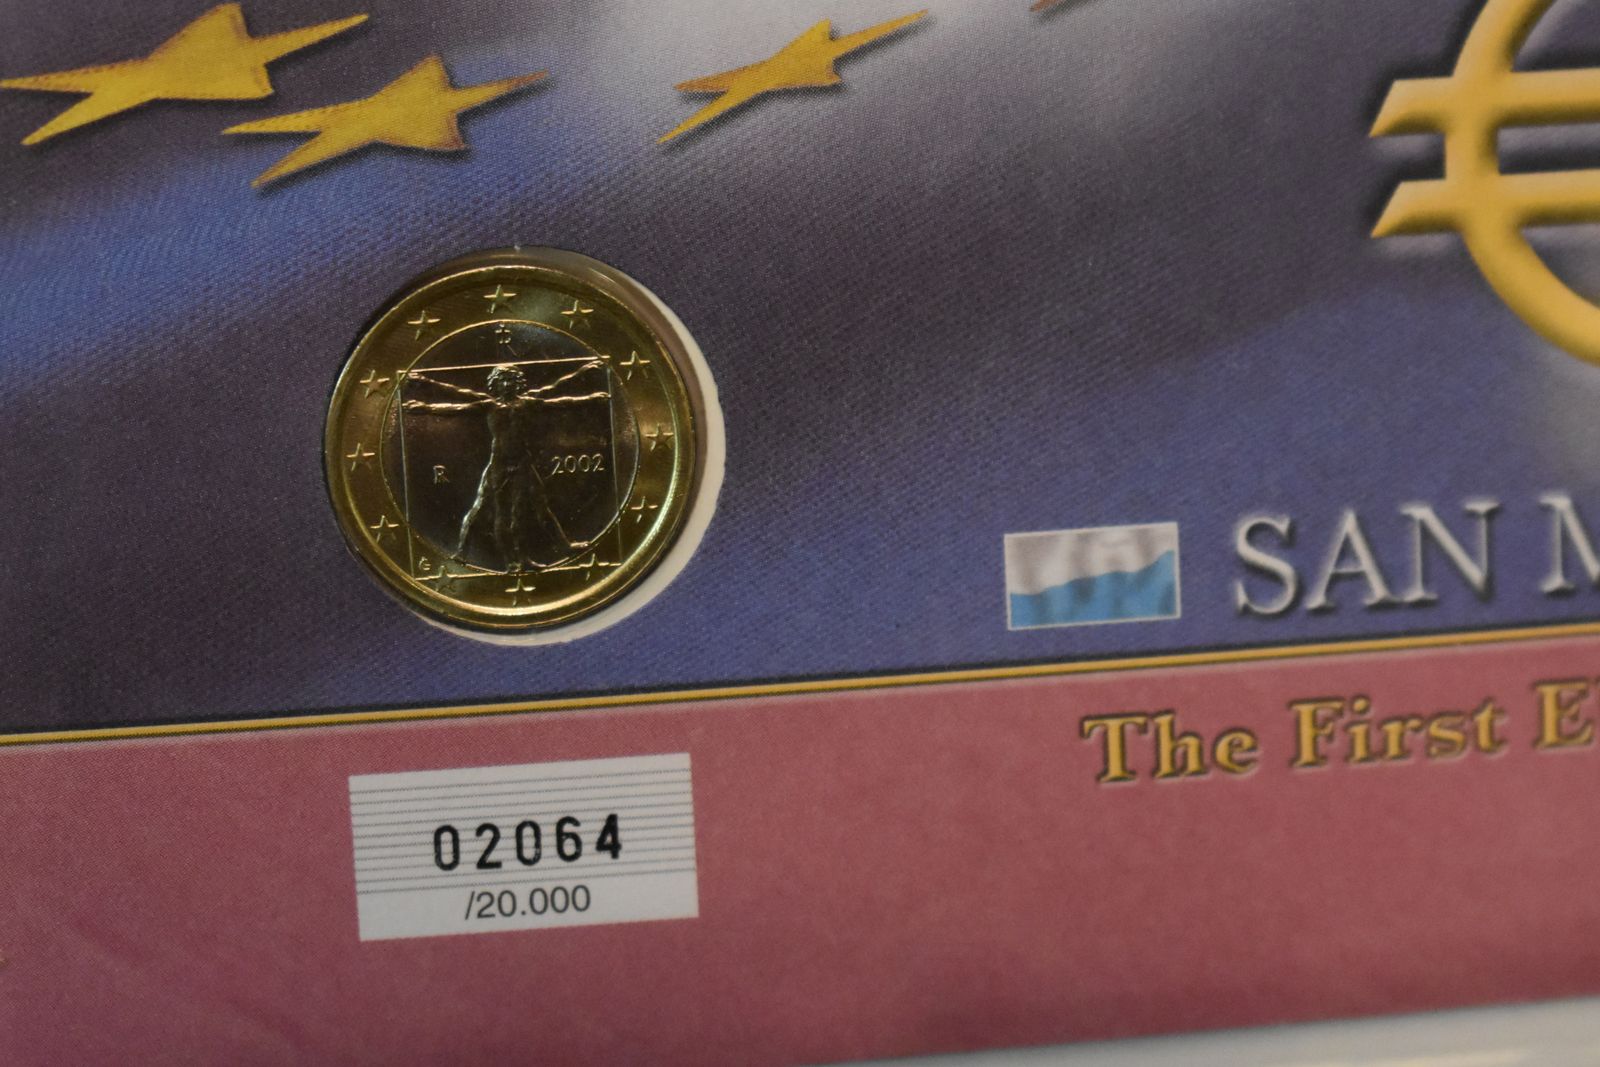 R 2002
SAN M
The First E
02064
/20.000